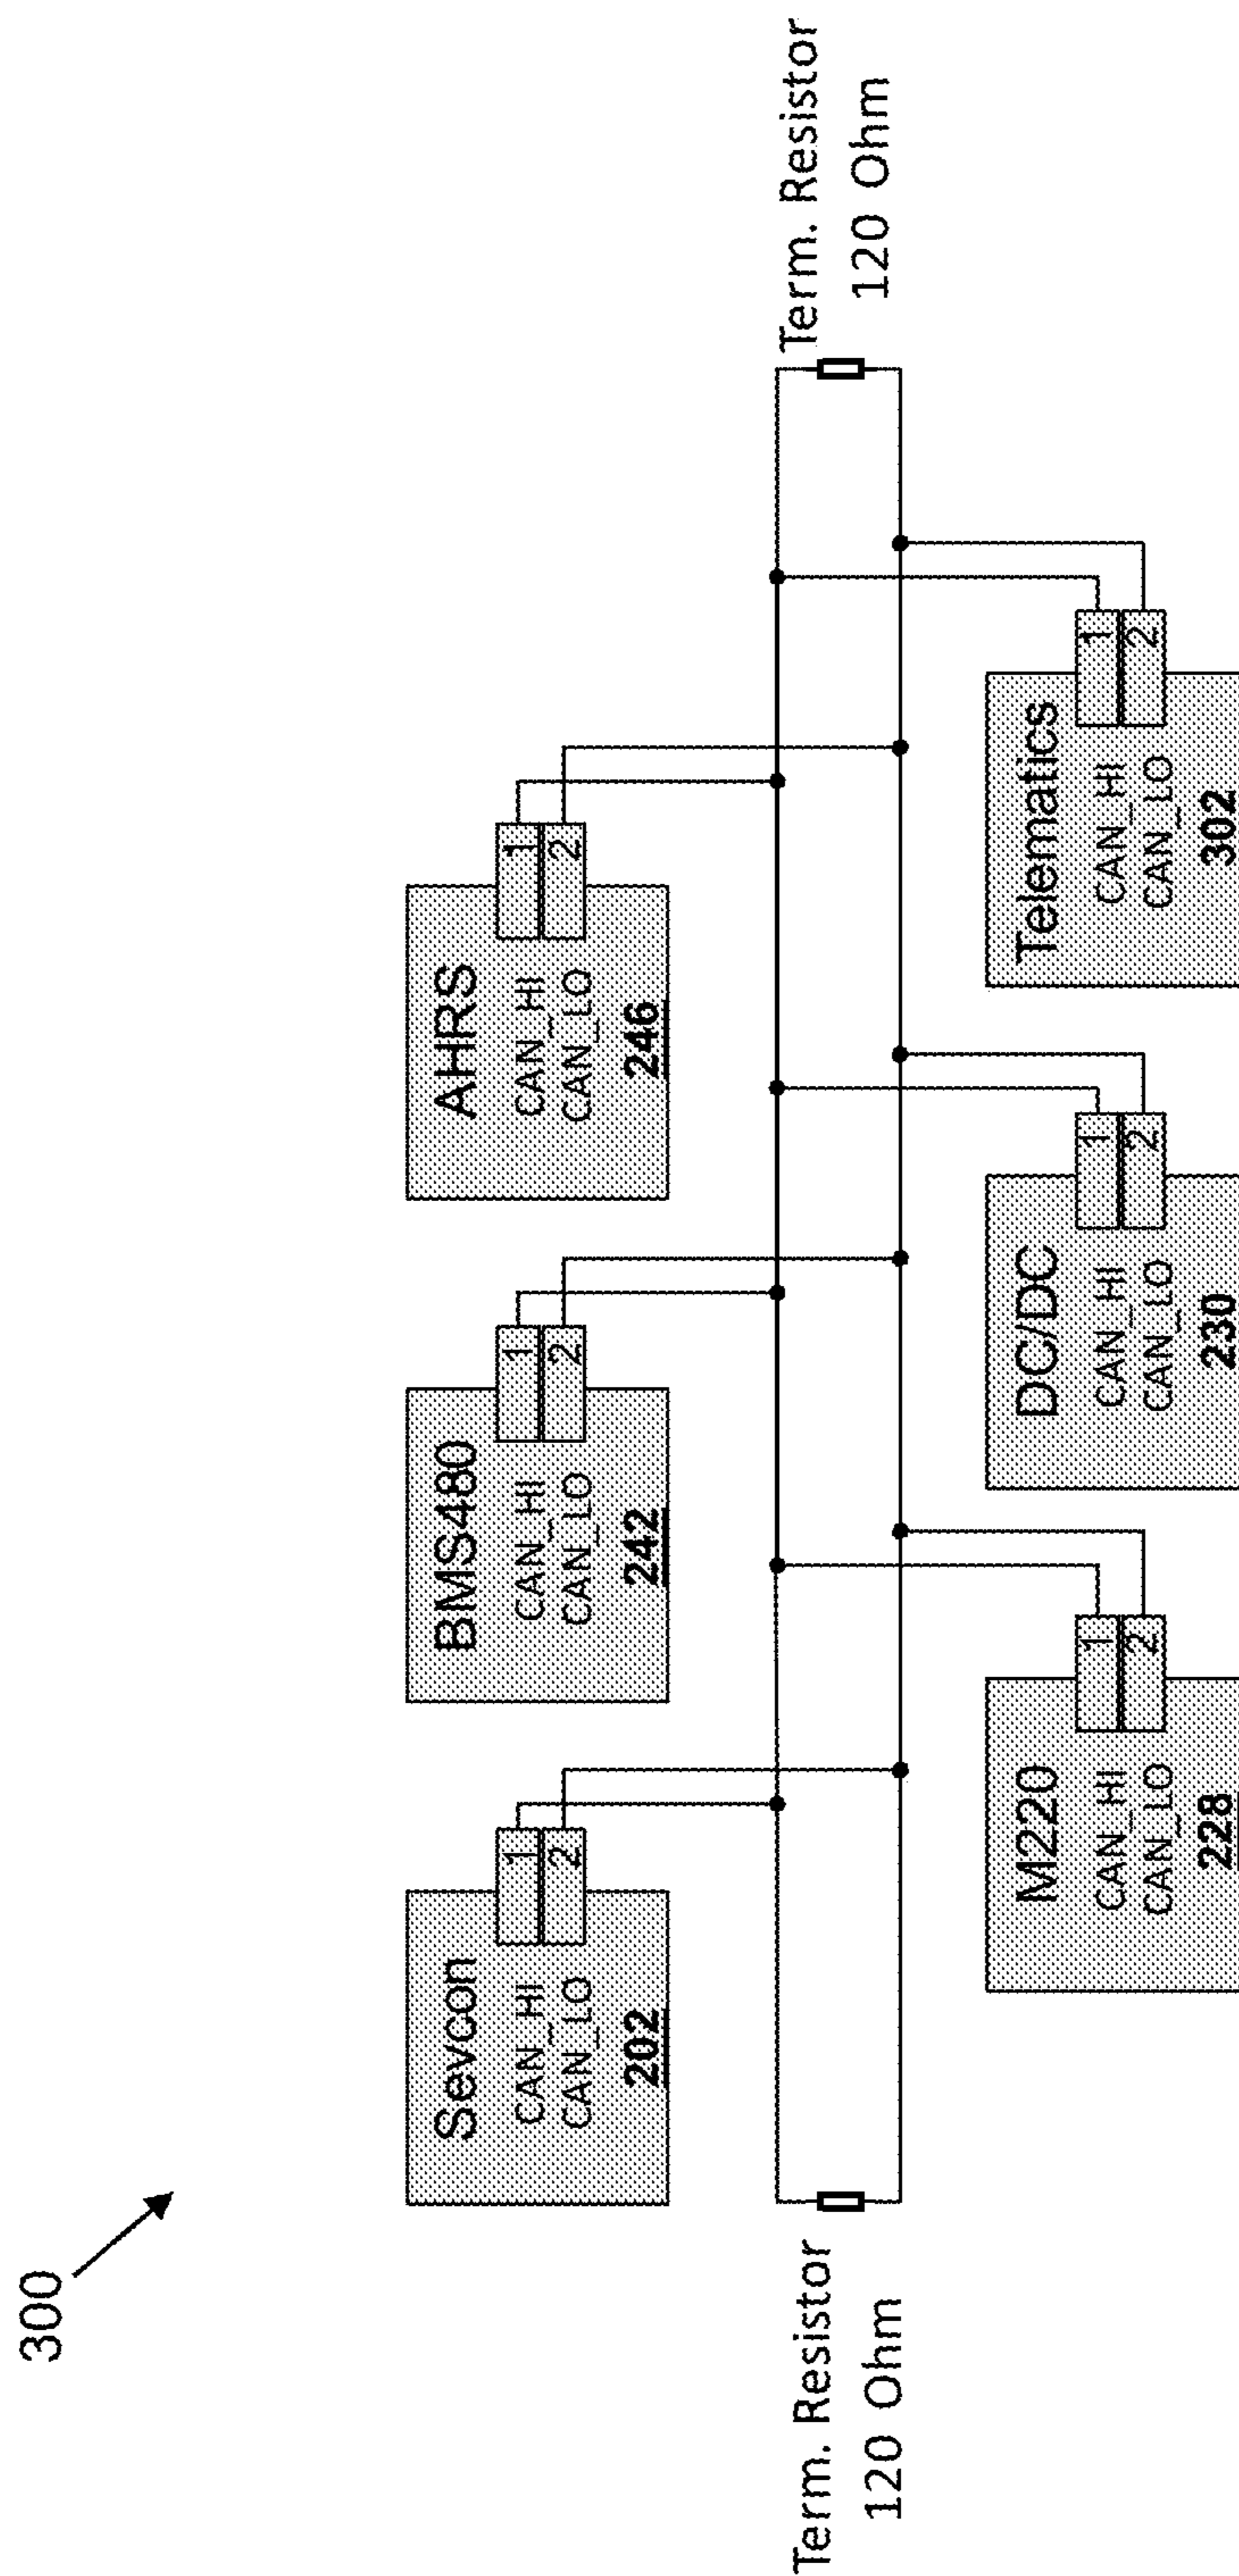 300
Sevcon
1
CAN_HI
2
CAN_LO
202
BMS480
1
CAN_HI
2
CAN_LO
242
AHRS
1
CAN_HI
2
CAN_LO
246
Term. Resistor
120 Ohm
Term. Resistor
120 Ohm
M220
1
CAN_HI
2
CAN_LO
228
DC/DC
1
CAN_HI
2
CAN_LO
230
Telematics
1
CAN_HI
2
CAN_LO
302